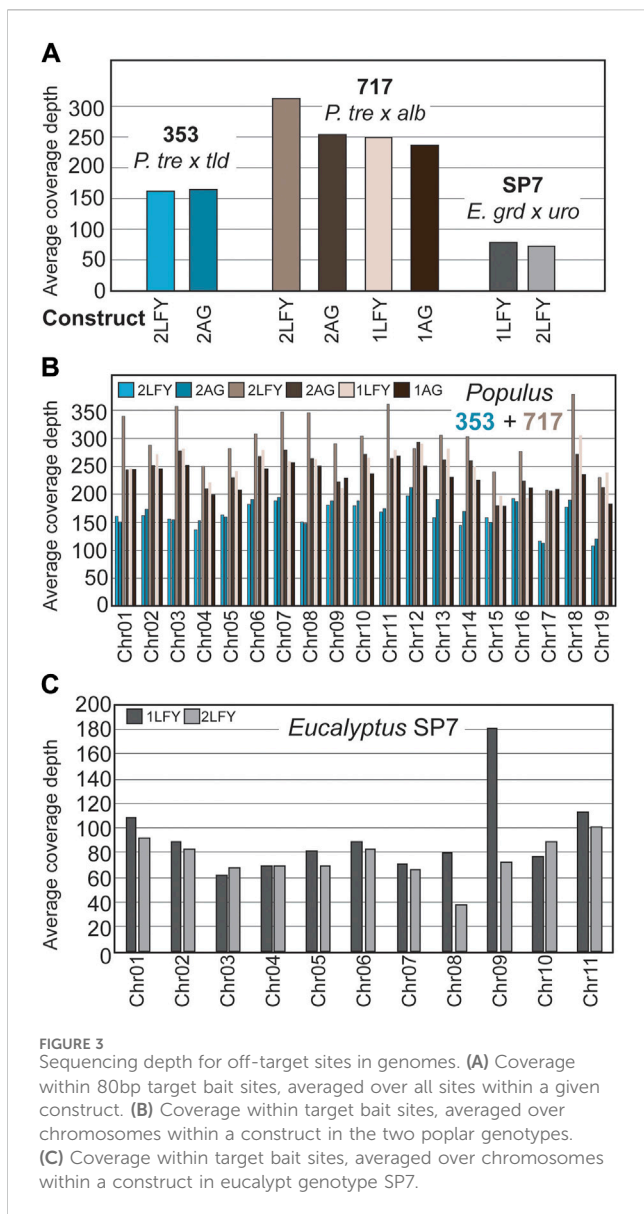 A
Average coverage depth
300
250
200
150
100
50
0
353
P. tre x tld
717
P. tre x alb
SP7
E. grd x uro
Construct
2LFY
2AG
2LFY
2AG
1LFY
1AG
1LFY
2LFY
B
2LFY 2AG 2LFY 2AG 1LFY 1AG
Populus
353 + 717
Average coverage depth
350
300
250
200
150
100
50
0
Chr01
Chr02
Chr03
Chr04
Chr05
Chr06
Chr07
Chr08
Chr09
Chr10
Chr11
Chr12
Chr13
Chr14
Chr15
Chr16
Chr17
Chr18
Chr19
C
1LFY 2LFY
Eucalyptus SP7
Average coverage depth
200
180
160
140
120
100
80
60
40
20
0
Chr01
Chr02
Chr03
Chr04
Chr05
Chr06
Chr07
Chr08
Chr09
Chr10
Chr11
FIGURE 3
Sequencing depth for off-target sites in genomes. (A) Coverage
within 80bp target bait sites, averaged over all sites within a given
construct. (B) Coverage within target bait sites, averaged over
chromosomes within a construct in the two poplar genotypes.
(C) Coverage within target bait sites, averaged over chromosomes
within a construct in eucalypt genotype SP7.